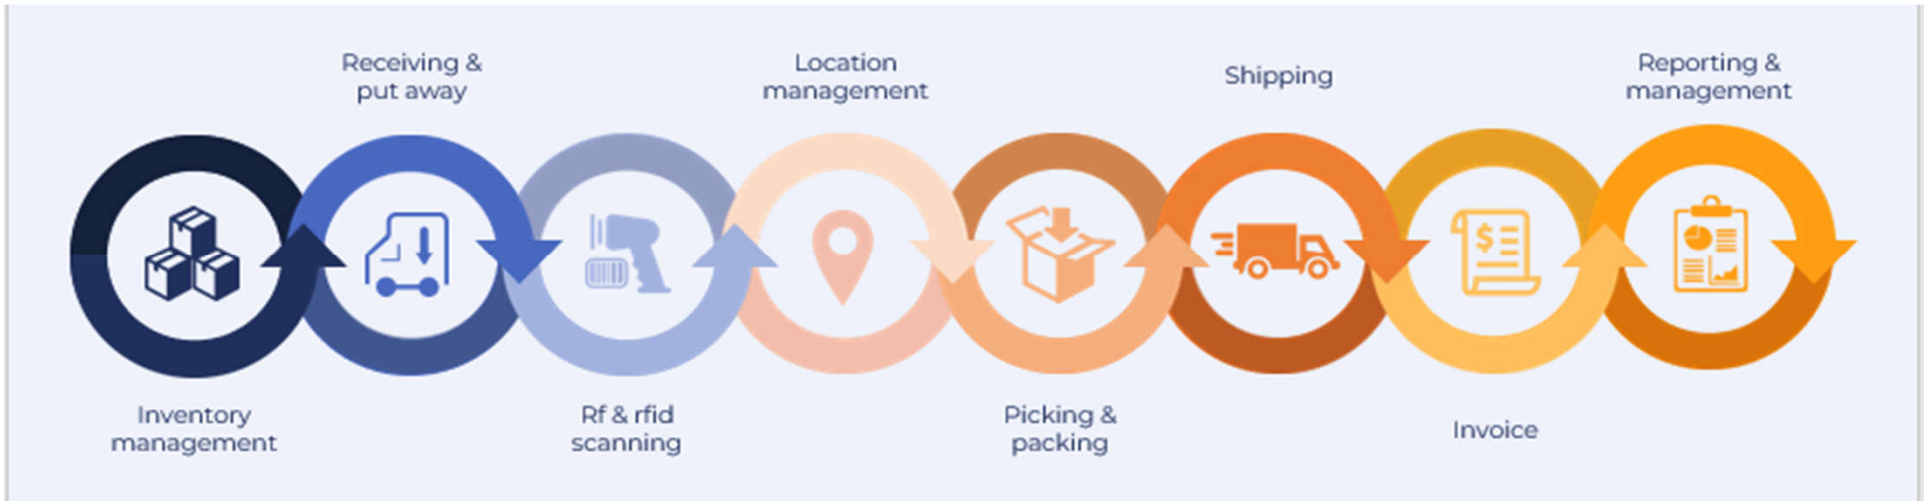 Inventory
management
Receiving &
put away
Rf & rfid
scanning
Location
management
Picking &
packing
Shipping
$
Invoice
Reporting &
management